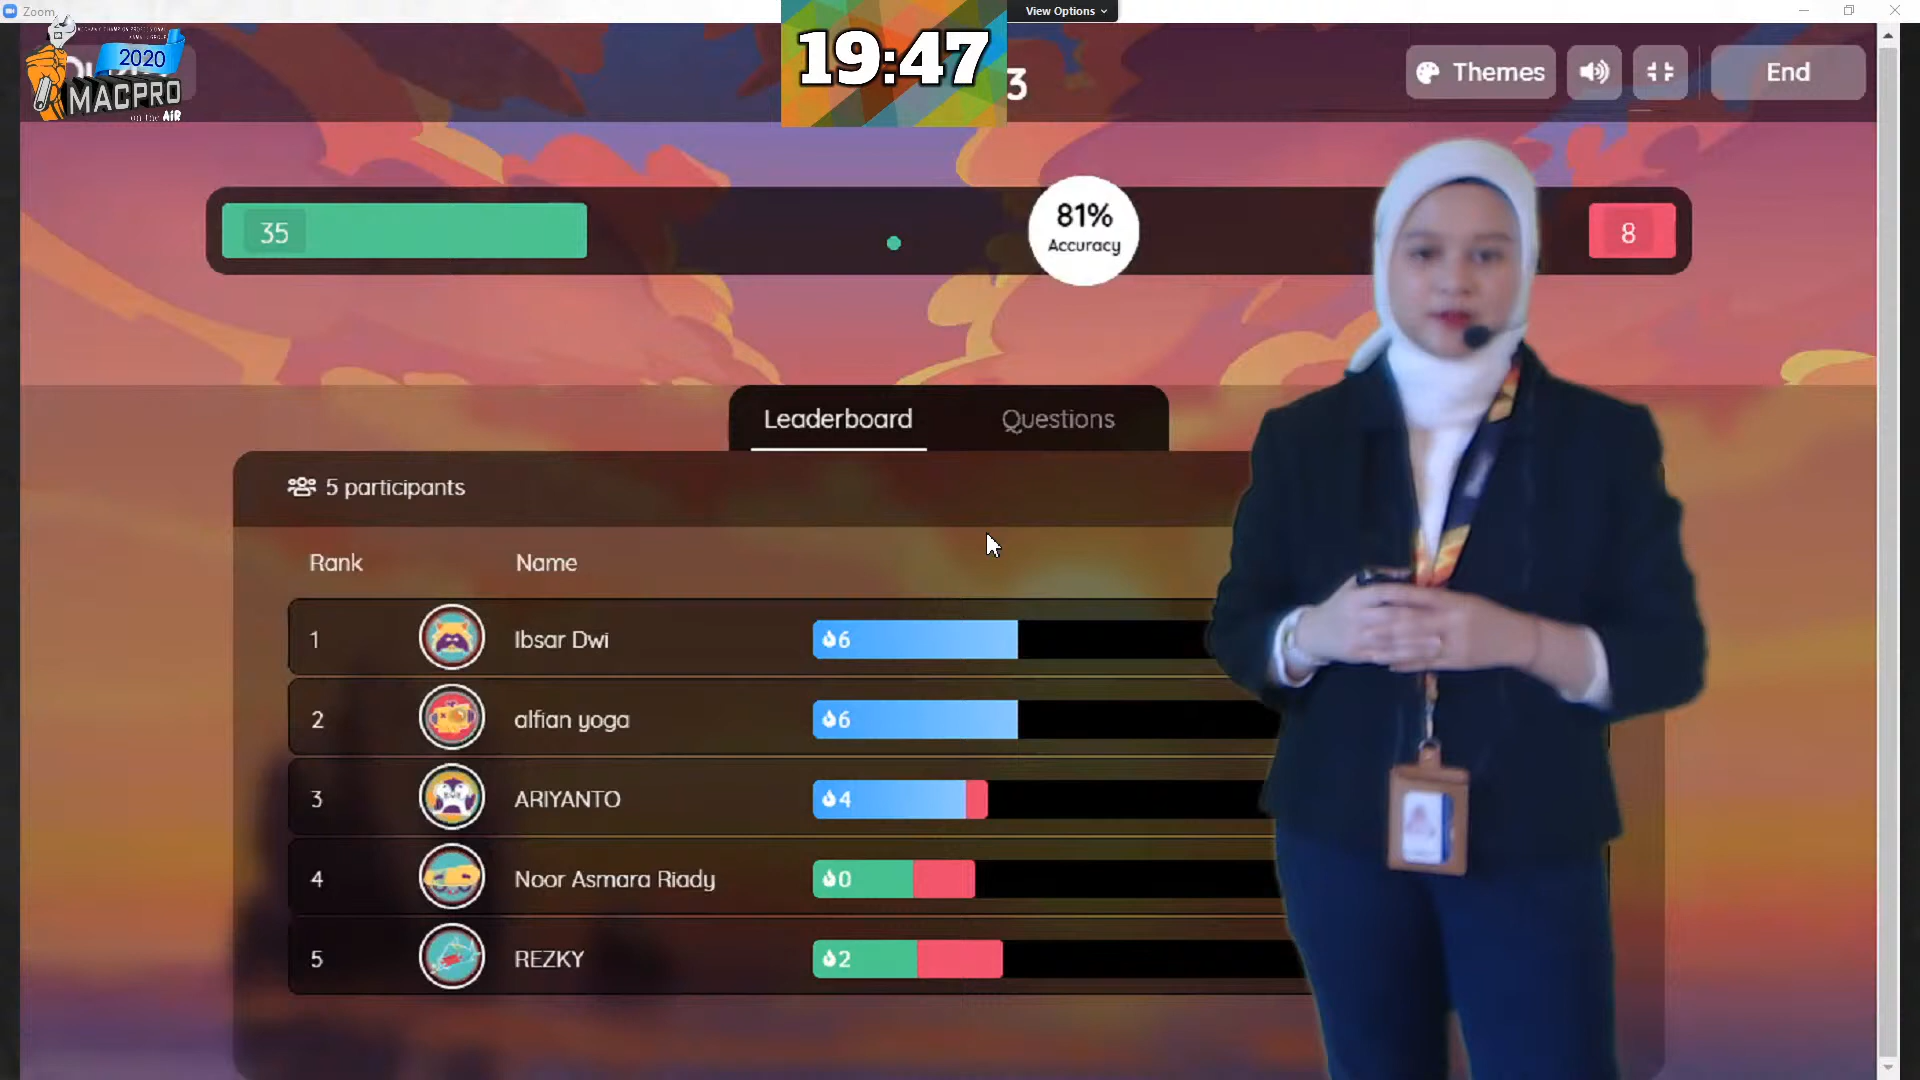 Zoom
View Options
2020
MACPRO
on the AiR
19:47
3
Themes
End
35
81%
Accuracy
8
Leaderboard
Questions
5 participants
Rank
Name
1
Ibsar Dwi
6
2
alfian yoga
6
3
ARIYANTO
4
4
Noor Asmara Riady
0
5
REZKY
2